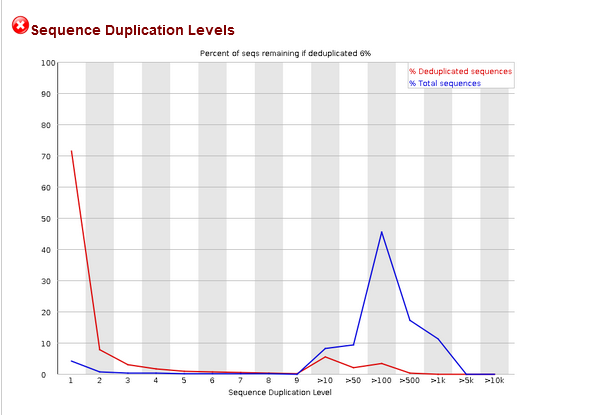 Sequence Duplication Levels
Percent of seqs remaining if deduplicated 6%
% Deduplicated sequences
% Total sequences
100
90
80
70
60
50
40
30
20
10
0
1 2 3 4 5 6 7 8 9 >10 >50 >100 >500 >1k >5k >10k
Sequence Duplication Level